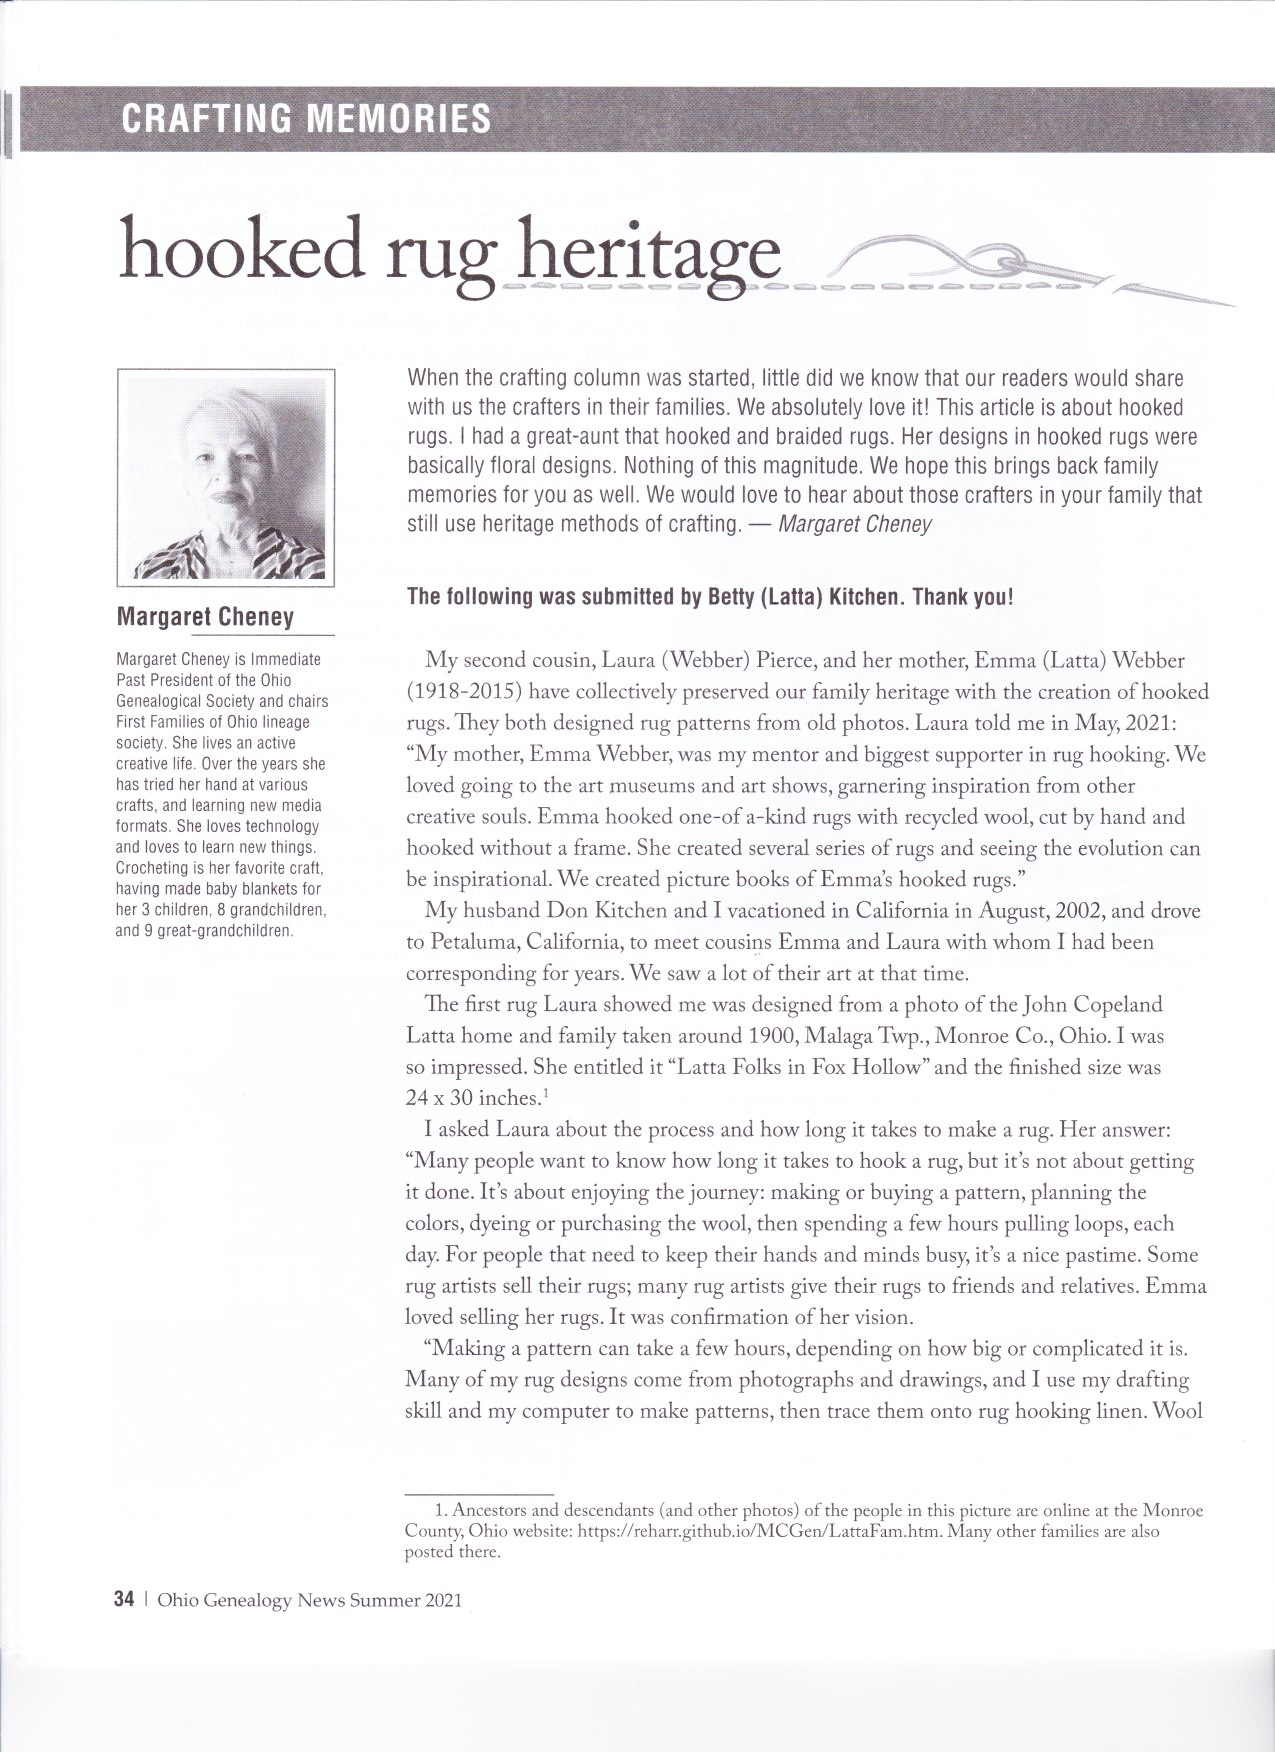 CRAFTING MEMORIES
hooked rug heritage
Margaret Cheney
Margaret Cheney is Immediate
Past President of the Ohio
Genealogical Society and chairs
First Families of Ohio lineage
society. She lives an active
creative life. Over the years she
has tried her hand at various
crafts, and learning new media
formats. She loves technology
and loves to learn new things.
Crocheting is her favorite craft,
having made baby blankets for
her 3 children, 8 grandchildren,
and 9 great-grandchildren.
When the crafting column was started, little did we know that our readers would share
with us the crafters in their families. We absolutely love it! This article is about hooked
rugs. I had a great-aunt that hooked and braided rugs. Her designs in hooked rugs were
basically floral designs. Nothing of this magnitude. We hope this brings back family
memories for you as well. We would love to hear about those crafters in your family that
still use heritage methods of crafting. — Margaret Cheney
The following was submitted by Betty (Latta) Kitchen. Thank you!
My second cousin, Laura (Webber) Pierce, and her mother, Emma (Latta) Webber
(1918-2015) have collectively preserved our family heritage with the creation of hooked
rugs. They both designed rug patterns from old photos. Laura told me in May, 2021:
“My mother, Emma Webber, was my mentor and biggest supporter in rug hooking. We
loved going to the art museums and art shows, garnering inspiration from other
creative souls. Emma hooked one-of a-kind rugs with recycled wool, cut by hand and
hooked without a frame. She created several series of rugs and seeing the evolution can
be inspirational. We created picture books of Emma’s hooked rugs.”
My husband Don Kitchen and I vacationed in California in August, 2002, and drove
to Petaluma, California, to meet cousins Emma and Laura with whom I had been
corresponding for years. We saw a lot of their art at that time.
The first rug Laura showed me was designed from a photo of the John Copeland
Latta home and family taken around 1900, Malaga Twp., Monroe Co., Ohio. I was
so impressed. She entitled it “Latta Folks in Fox Hollow” and the finished size was
24 x 30 inches.1
I asked Laura about the process and how long it takes to make a rug. Her answer:
“Many people want to know how long it takes to hook a rug, but it’s not about getting
it done. It’s about enjoying the journey: making or buying a pattern, planning the
colors, dyeing or purchasing the wool, then spending a few hours pulling loops, each
day. For people that need to keep their hands and minds busy, it’s a nice pastime. Some
rug artists sell their rugs; many rug artists give their rugs to friends and relatives. Emma
loved selling her rugs. It was confirmation of her vision.
“Making a pattern can take a few hours, depending on how big or complicated it is.
Many of my rug designs come from photographs and drawings, and I use my drafting
skill and my computer to make patterns, then trace them onto rug hooking linen. Wool
1. Ancestors and descendants (and other photos) of the people in this picture are online at the Monroe
County, Ohio website: https://reharr.github.io/MCGen/LattaFam.htm. Many other families are also
posted there.
34 | Ohio Genealogy News Summer 2021